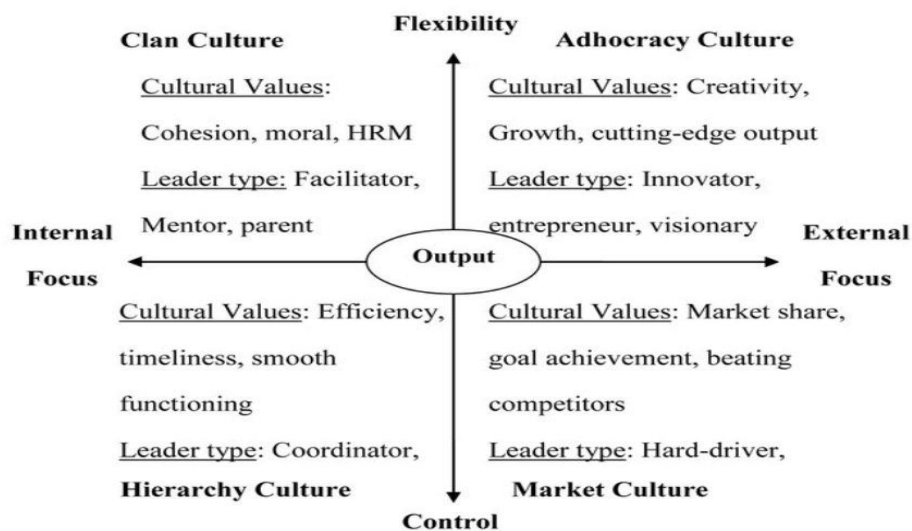 Flexibility
Clan Culture
Adhocracy Culture
Cultural Values:
Cohesion, moral, HRM
Leader type: Facilitator,
Mentor, parent
Cultural Values: Creativity,
Growth, cutting-edge output
Leader type: Innovator,
entrepreneur, visionary
Internal
Focus
Output
External
Focus
Cultural Values: Efficiency,
timeliness, smooth
functioning
Leader type: Coordinator,
Hierarchy Culture
Cultural Values: Market share,
goal achievement, beating
competitors
Leader type: Hard-driver,
Market Culture
Control